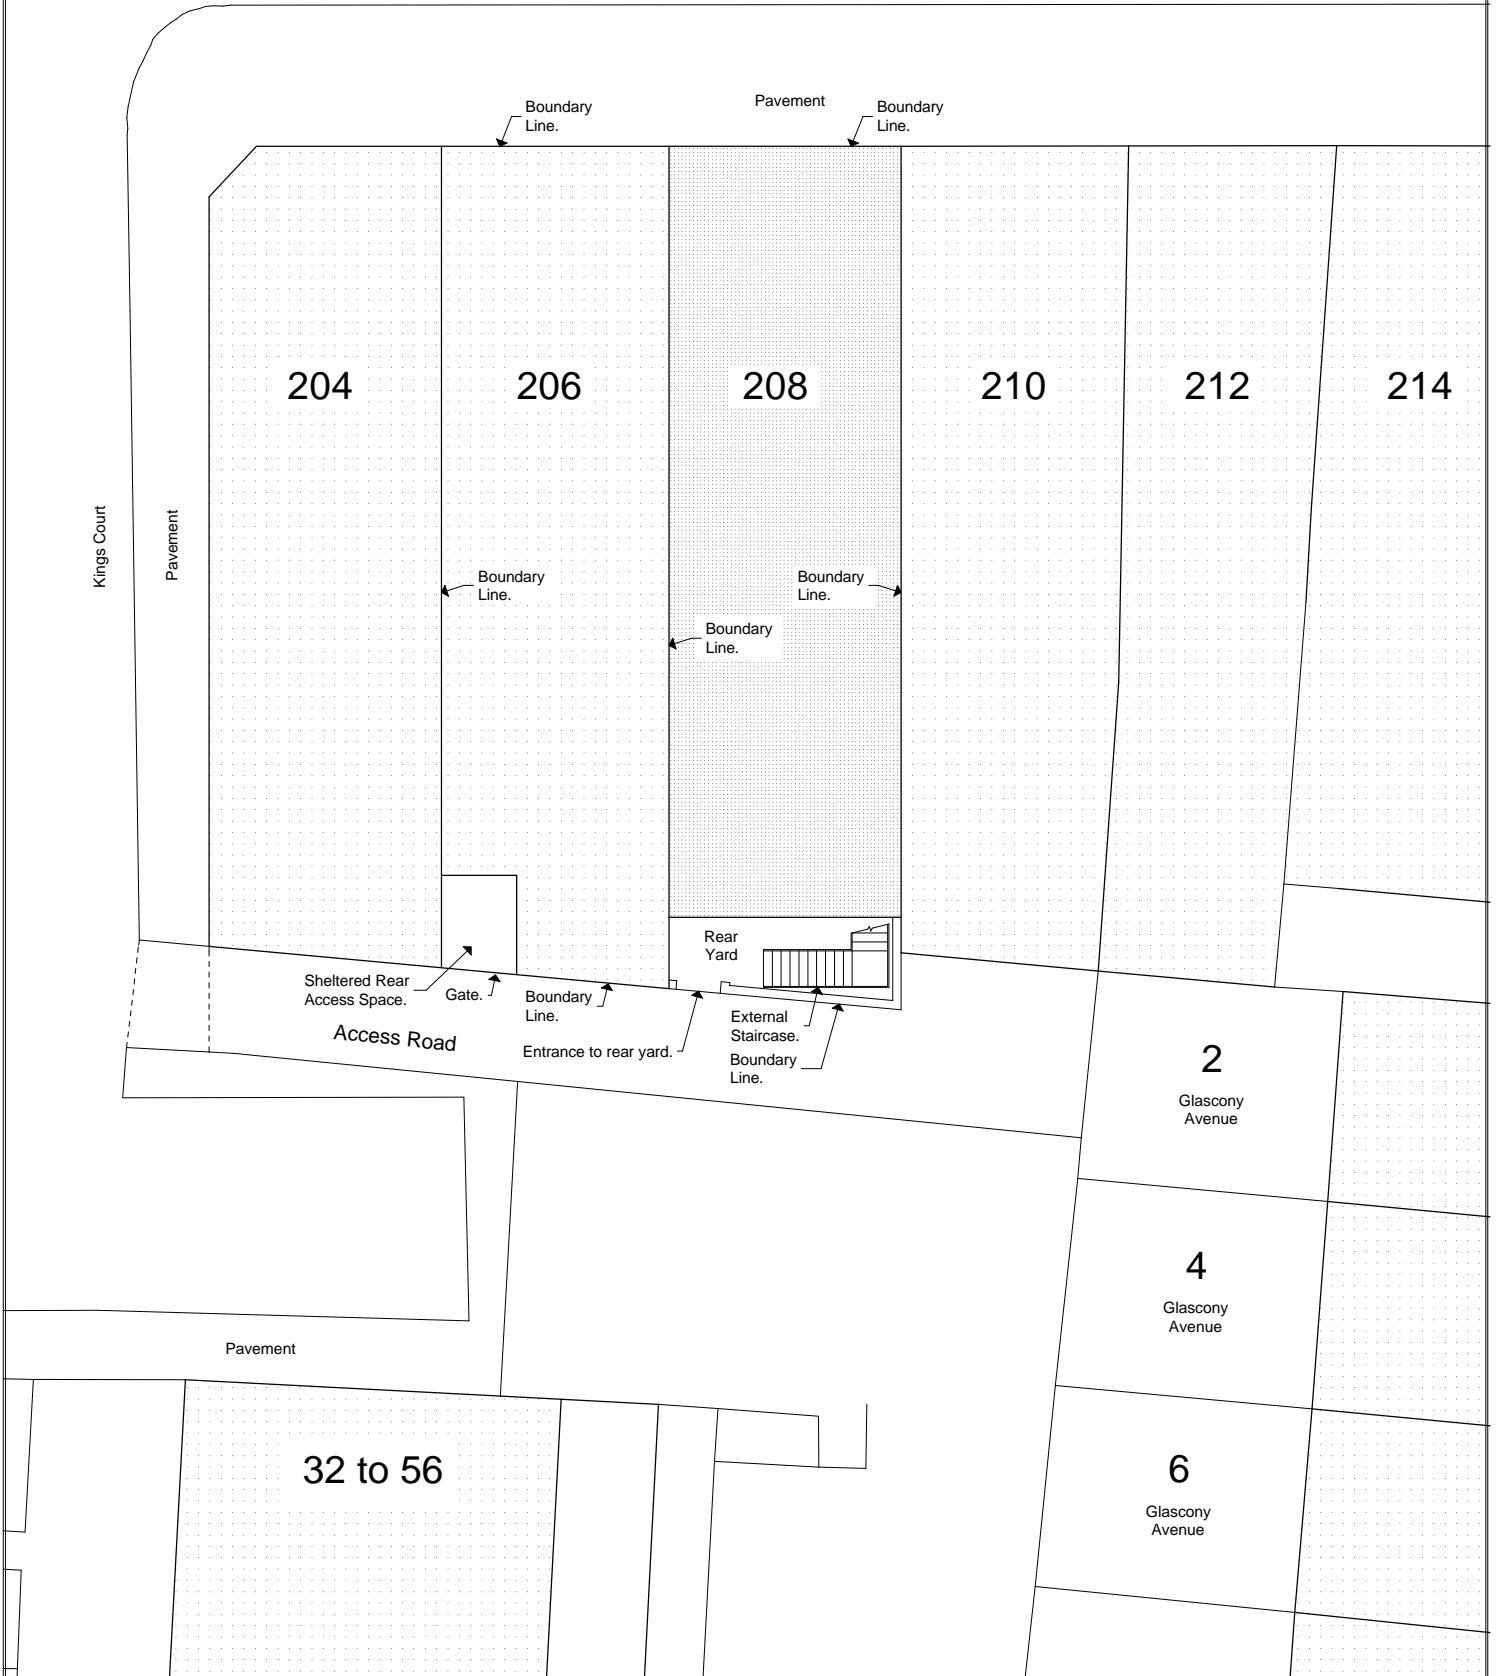 Pavement
Boundary
Line.
Boundary
Line.
204
206
208
210
212
214
Kings Court
Pavement
Boundary
Line.
Boundary
Line.
Boundary
Line.
Rear
Yard
Sheltered Rear
Access Space.
Gate.
Boundary
Line.
Access Road
Entrance to rear yard.
External
Staircase.
Boundary
Line.
2
Glascony
Avenue
4
Glascony
Avenue
Pavement
32 to 56
6
Glascony
Avenue